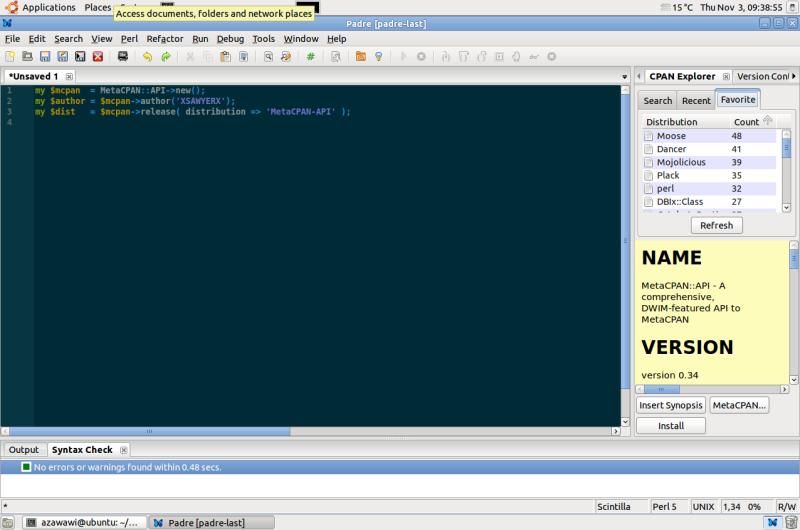 Applications Places
Access documents, folders and network places
15 °C Thu Nov 3, 09:38:55
Padre [padre-last]
File Edit Search View Perl Refactor Run Debug Tools Window Help
*Unsaved 1
CPAN Explorer
Version Con
1 my $mcpan = MetaCPAN::API->new();
2 my $author = $mcpan->author('XSAWYERX');
3 my $dist = $mcpan->release( distribution => 'MetaCPAN-API' );
4
Search Recent Favorite
Distribution Count
Moose 48
Dancer 41
Mojolicious 39
Plack 35
perl 32
DBIx::Class 27
Refresh
NAME
MetaCPAN::API - A
comprehensive,
DWIM-featured API to
MetaCPAN
VERSION
version 0.34
Insert Synopsis MetaCPAN...
Install
Output Syntax Check
No errors or warnings found within 0.48 secs.
* Scintilla Perl 5 UNIX 1,34 0% R/W
azawawi@ubuntu: ~/... Padre [padre-last]